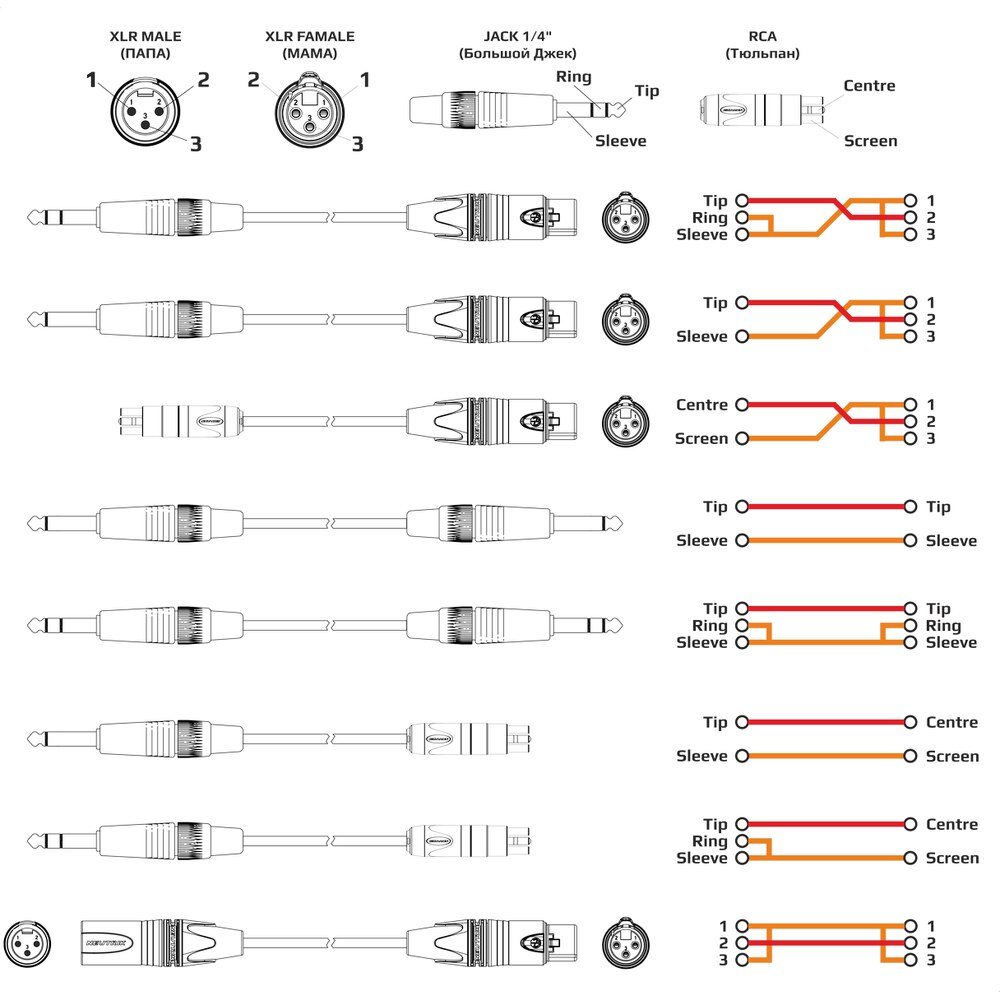 XLR MALE
(ПАПА)
XLR FAMALE
(МАМА)
JACK 1/4"
(Большой Джек)
RCA
(Тюльпан)
1
2
3
1
2
3
2
1
3
2
1
3
Ring
Tip
Sleeve
Centre
Screen
Tip
Ring
Sleeve
1
2
3
Tip
Sleeve
1
2
3
Centre
Screen
1
2
3
Tip
Sleeve
Tip
Sleeve
Tip
Ring
Sleeve
Tip
Ring
Sleeve
Tip
Sleeve
Centre
Screen
Tip
Ring
Sleeve
Centre
Screen
NEUTRIK
1
2
3
1
2
3